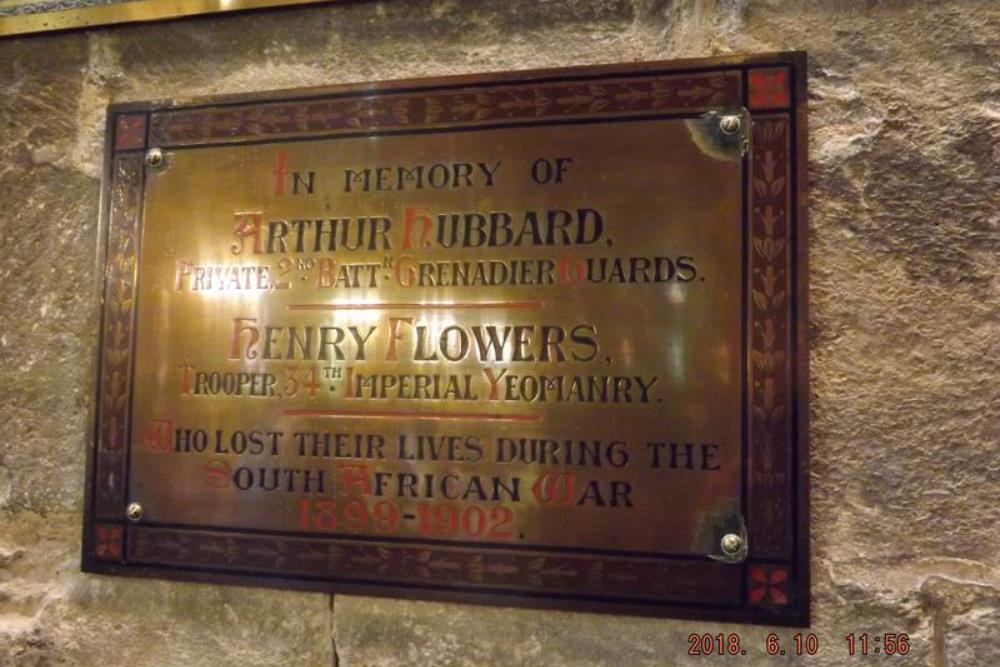 IN MEMORY OF
ARTHUR HUBBARD,
PRIVATE, 2ND BATTN GRENADIER GUARDS.
HENRY FLOWERS,
TROOPER, 34TH IMPERIAL YEOMANRY.
WHO LOST THEIR LIVES DURING THE
SOUTH AFRICAN WAR
1899-1902.
2018. 6.10 11:56